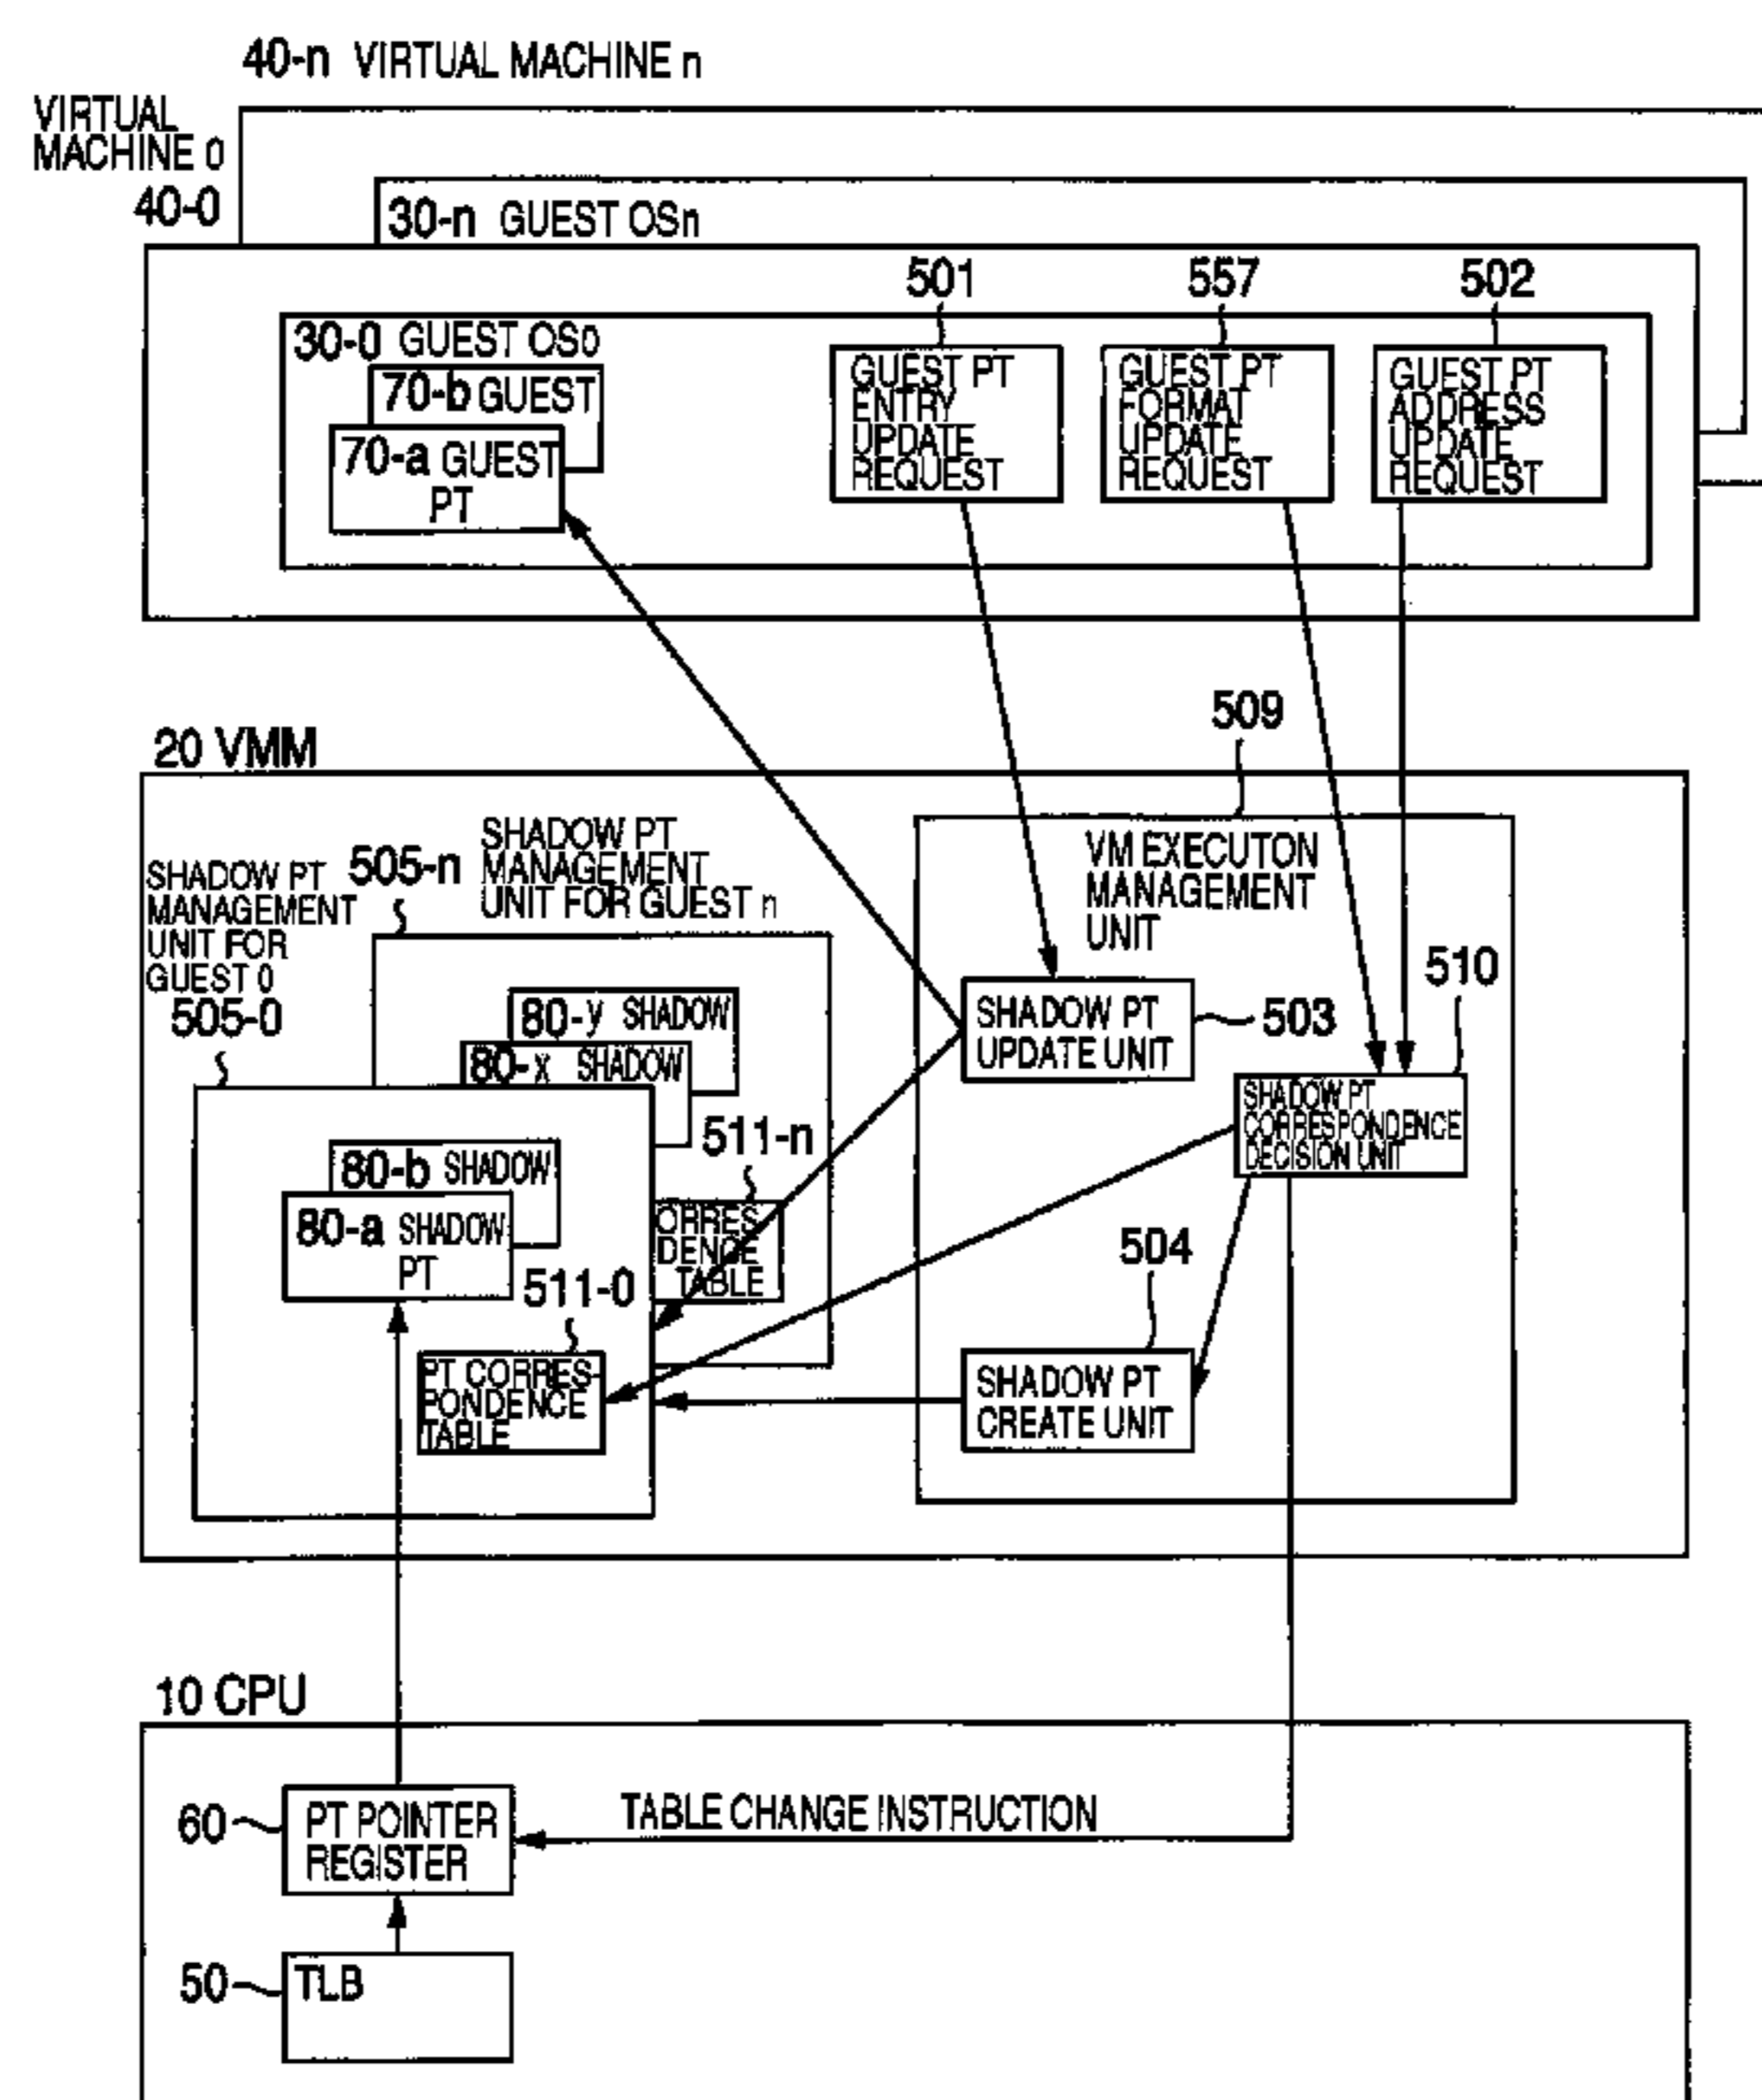 40-n VIRTUAL MACHINE n
VIRTUAL
MACHINE 0
40-0
30-n GUEST OSn
501
557
502
30-0 GUEST OS0
70-b GUEST
70-a GUEST
PT
GUEST PT
ENTRY
UPDATE
REQUEST
GUEST PT
FORMAT
UPDATE
REQUEST
GUEST PT
ADDRESS
UPDATE
REQUEST
509
20 VMM
SHADOW PT
MANAGEMENT
UNIT FOR
GUEST 0
505-0
505-n
SHADOW PT
MANAGEMENT
UNIT FOR GUEST n
VM EXECUTON
MANAGEMENT
UNIT
510
80-y SHADOW
80-x SHADOW
SHADOW PT
UPDATE UNIT
503
SHADOW PT
CORRESPONDENCE
DECISION UNIT
511-n
80-b SHADOW
80-a SHADOW
PT
ORRES
DENCE
TABLE
511-0
504
PT CORRES-
PONDENCE
TABLE
SHADOW PT
CREATE UNIT
10 CPU
60
PT POINTER
REGISTER
TABLE CHANGE INSTRUCTION
50
TLB